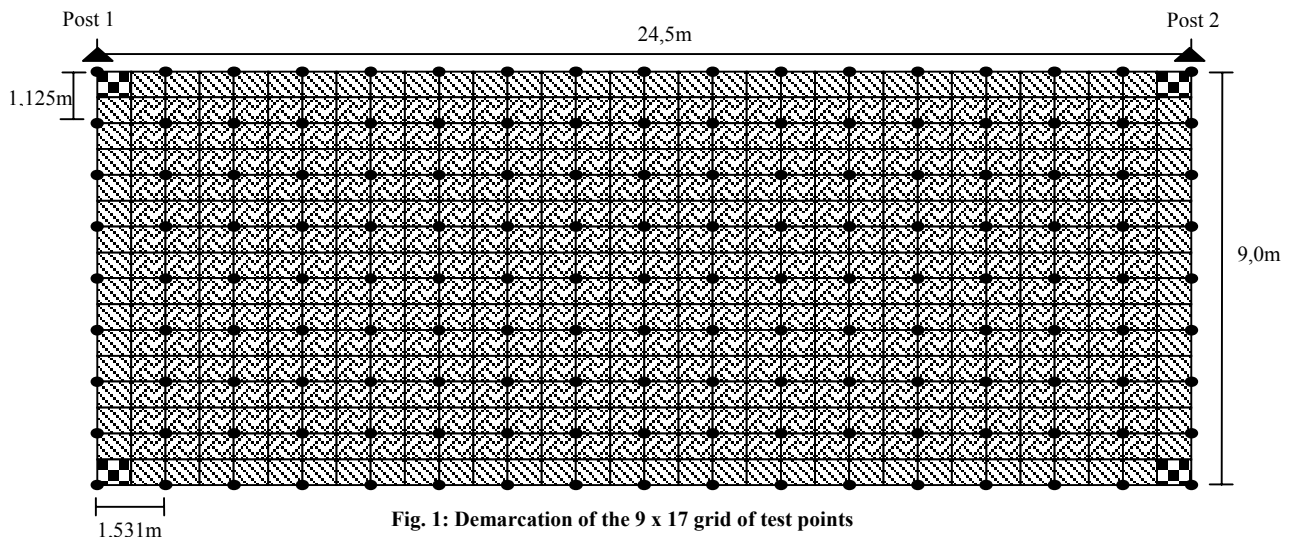 Post 1
Post 2
24,5m
1,125m
9,0m
1,531m
Fig. 1: Demarcation of the 9 x 17 grid of test points